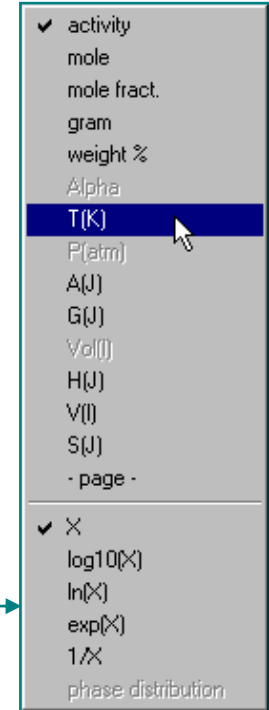 activity
mole
mole fract.
gram
weight %
Alpha
T(K)
P(atm)
A(J)
G(J)
Vol(l)
H(J)
V(l)
S(J)
- page -
X
log10(X)
ln(X)
exp(X)
1/X
phase distribution